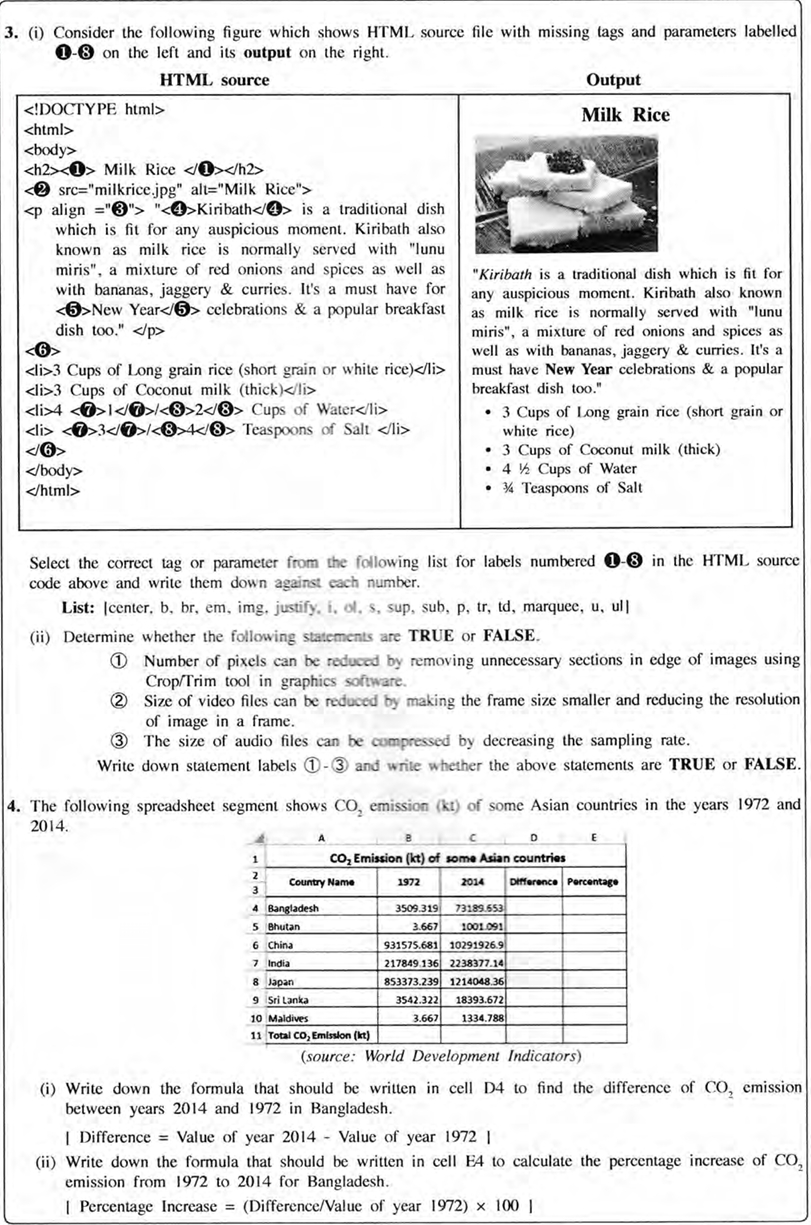 3. (i) Consider the following figure which shows HTML source file with missing tags and parameters labelled
❶-❽ on the left and its output on the right.
HTML source
<!DOCTYPE html>
<html>
<body>
<h2><❶> Milk Rice </❶></h2>
<❷ src="milkrice.jpg" alt="Milk Rice">
<p align ="❸"> "<❹>Kiribath</❹> is a traditional dish
which is fit for any auspicious moment. Kiribath also
known as milk rice is normally served with "lunu
miris", a mixture of red onions and spices as well as
with bananas, jaggery & curries. It's a must have for
<❺>New Year</❺> celebrations & a popular breakfast
dish too." </p>
<❻>
<li>3 Cups of Long grain rice (short grain or white rice)</li>
<li>3 Cups of Coconut milk (thick)</li>
<li>4 <❼>1</❼>/<❽>2</❽> Cups of Water</li>
<li> <❼>3</❼>/<❽>4</❽> Teaspoons of Salt </li>
</❻>
</body>
</html>
Output
Milk Rice
"Kiribath is a traditional dish which is fit for
any auspicious moment. Kiribath also known
as milk rice is normally served with "lunu
miris", a mixture of red onions and spices as
well as with bananas, jaggery & curries. It's a
must have New Year celebrations & a popular
breakfast dish too."
• 3 Cups of Long grain rice (short grain or
white rice)
• 3 Cups of Coconut milk (thick)
• 4 ½ Cups of Water
• ¾ Teaspoons of Salt
Select the correct tag or parameter from the following list for labels numbered ❶-❽ in the HTML source
code above and write them down against each number.
List: [center, b, br, em, img, justify, i, ol, s, sup, sub, p, tr, td, marquee, u, ul]
(ii) Determine whether the following statements are TRUE or FALSE.
① Number of pixels can be reduced by removing unnecessary sections in edge of images using
Crop/Trim tool in graphics software.
② Size of video files can be reduced by making the frame size smaller and reducing the resolution
of image in a frame.
③ The size of audio files can be compressed by decreasing the sampling rate.
Write down statement labels ①-③ and write whether the above statements are TRUE or FALSE.
4. The following spreadsheet segment shows CO₂ emission (kt) of some Asian countries in the years 1972 and
2014.
A B C D E
1 CO₂ Emission (kt) of some Asian countries
2
3 Country Name 1972 2014 Difference Percentage
4 Bangladesh 3509.319 73189.653
5 Bhutan 3.667 1001.091
6 China 931575.681 10291926.9
7 India 217849.136 2238377.14
8 Japan 853373.239 1214048.36
9 Sri Lanka 3542.322 18393.672
10 Maldives 3.667 1334.788
11 Total CO₂ Emission (kt)
(source: World Development Indicators)
(i) Write down the formula that should be written in cell D4 to find the difference of CO₂ emission
between years 2014 and 1972 in Bangladesh.
[ Difference = Value of year 2014 - Value of year 1972 ]
(ii) Write down the formula that should be written in cell E4 to calculate the percentage increase of CO₂
emission from 1972 to 2014 for Bangladesh.
[ Percentage Increase = (Difference/Value of year 1972) × 100 ]